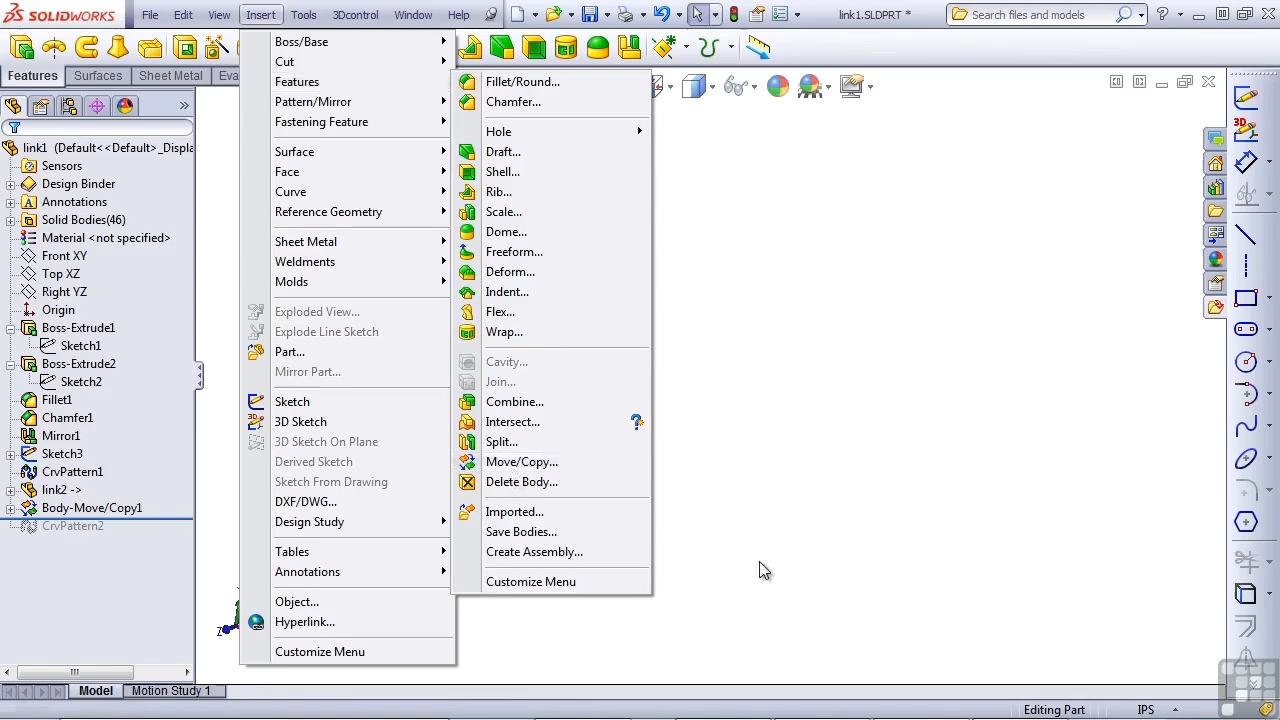 SOLIDWORKS File Edit View Insert Tools 3Dcontrol Window Help link1.SLDPRT * Search files and models ?
Features Surfaces Sheet Metal Eva
link1 (Default<<Default>_Displa
Sensors
Design Binder
Annotations
Solid Bodies(46)
Material <not specified>
Front XY
Top XZ
Right YZ
Origin
Boss-Extrude1
Sketch1
Boss-Extrude2
Sketch2
Fillet1
Chamfer1
Mirror1
Sketch3
CrvPattern1
link2 ->
Body-Move/Copy1
CrvPattern2
Boss/Base
Cut
Features
Pattern/Mirror
Fastening Feature
Surface
Face
Curve
Reference Geometry
Sheet Metal
Weldments
Molds
Exploded View...
Explode Line Sketch
Part...
Mirror Part...
Sketch
3D Sketch
3D Sketch On Plane
Derived Sketch
Sketch From Drawing
DXF/DWG...
Design Study
Tables
Annotations
Object...
Hyperlink...
Customize Menu
Fillet/Round...
Chamfer...
Hole
Draft...
Shell...
Rib...
Scale...
Dome...
Freeform...
Deform...
Indent...
Flex...
Wrap...
Cavity...
Join...
Combine...
Intersect...
Split...
Move/Copy...
Delete Body...
Imported...
Save Bodies...
Create Assembly...
Customize Menu
3D
Z
Model Motion Study 1
Editing Part IPS